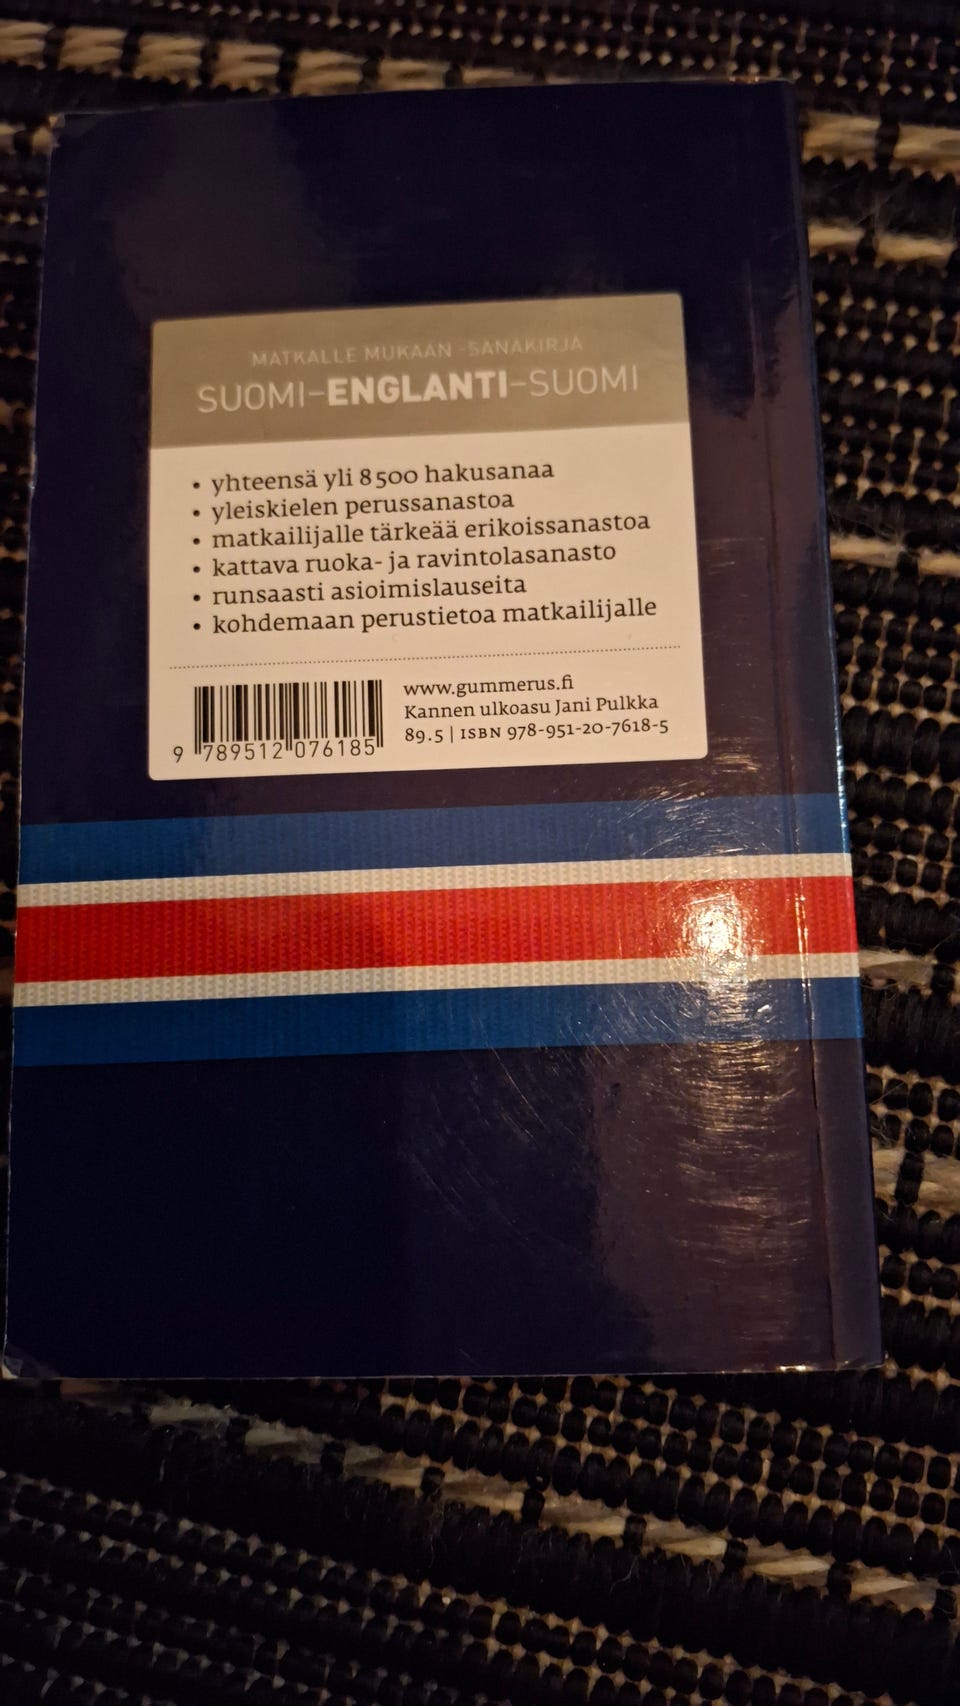 MATKALLE MUKAAN -SANAKIRJA
SUOMI–ENGLANTI–SUOMI
• yhteensä yli 8 500 hakusanaa
• yleiskielen perussanastoa
• matkailijalle tärkeää erikoissanastoa
• kattava ruoka- ja ravintolasanasto
• runsaasti asioimislauseita
• kohdemaan perustietoa matkailijalle
www.gummerus.fi
Kannen ulkoasu Jani Pulkka
89.5 | ISBN 978-951-20-7618-5
9 789512 076185